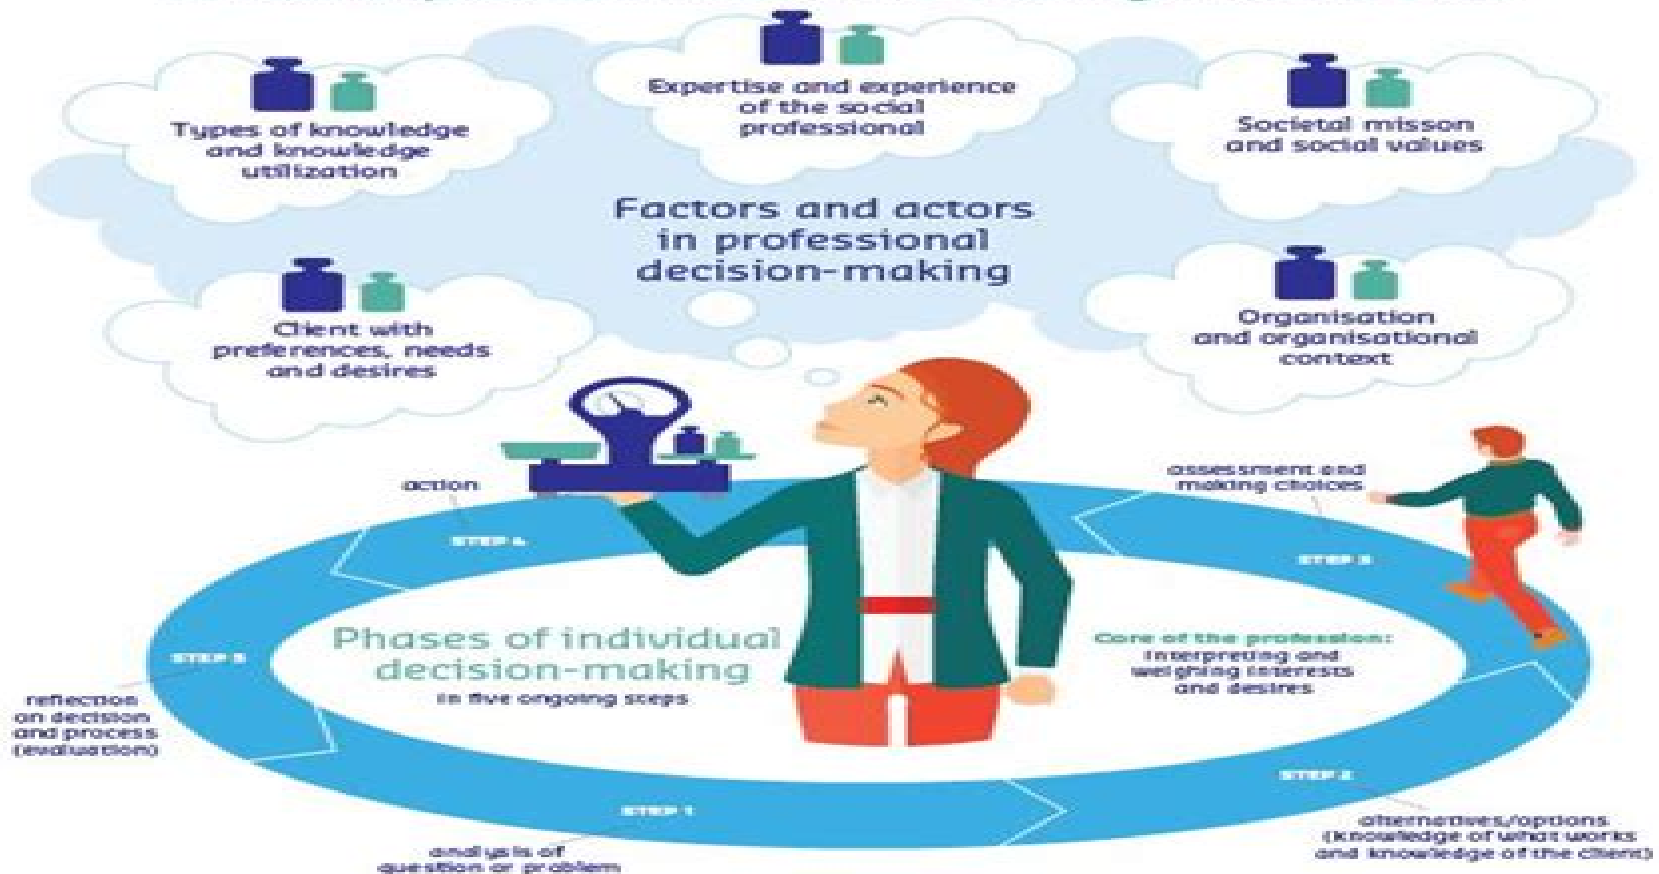 Types of knowledge
and knowledge
utilization
Expertise and experience
of the social
professional
Societal misson
and social values
Factors and actors
in professional
decision-making
Client with
preferences, needs
and desires
Organisation
and organisational
context
action
assessment and
making choices
STEP 4
STEP 3
Phases of individual
decision-making
in five ongoing steps
Core of the profession:
interpreting and
weighing interests
and desires
STEP 5
reflection
on decision
and process
(evaluation)
STEP 2
STEP 1
alternatives/options
(knowledge of what works
and knowledge of the client)
analysis of
question or problem